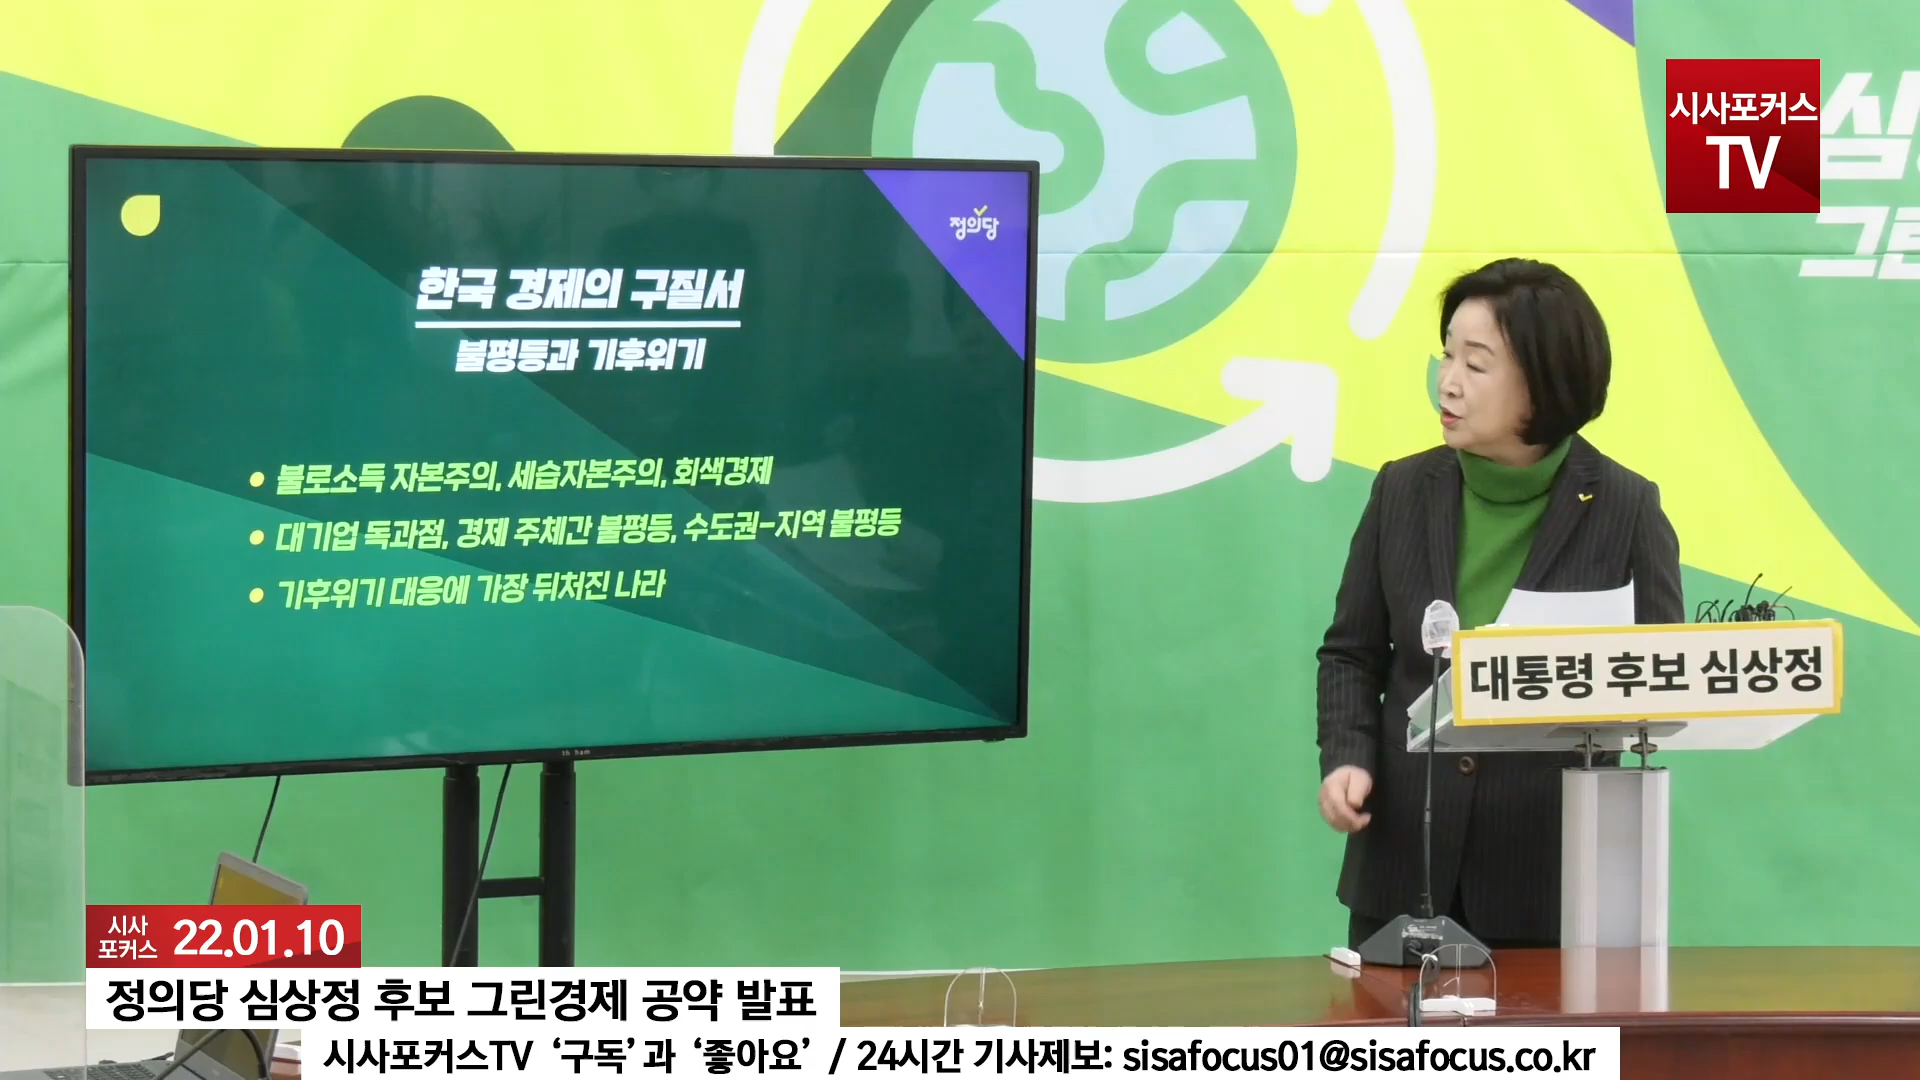 시사포커스
TV
정의당
한국 경제의 구질서
불평등과 기후위기
불로소득 자본주의, 세습자본주의, 회색경제
대기업 독과점, 경제 주체간 불평등, 수도권-지역 불평등
기후위기 대응에 가장 뒤처진 나라
대통령 후보 심상정
시사
포커스
22.01.10
정의당 심상정 후보 그린경제 공약 발표
시사포커스TV ‘구독’과 ‘좋아요’ / 24시간 기사제보: sisafocus01@sisafocus.co.kr